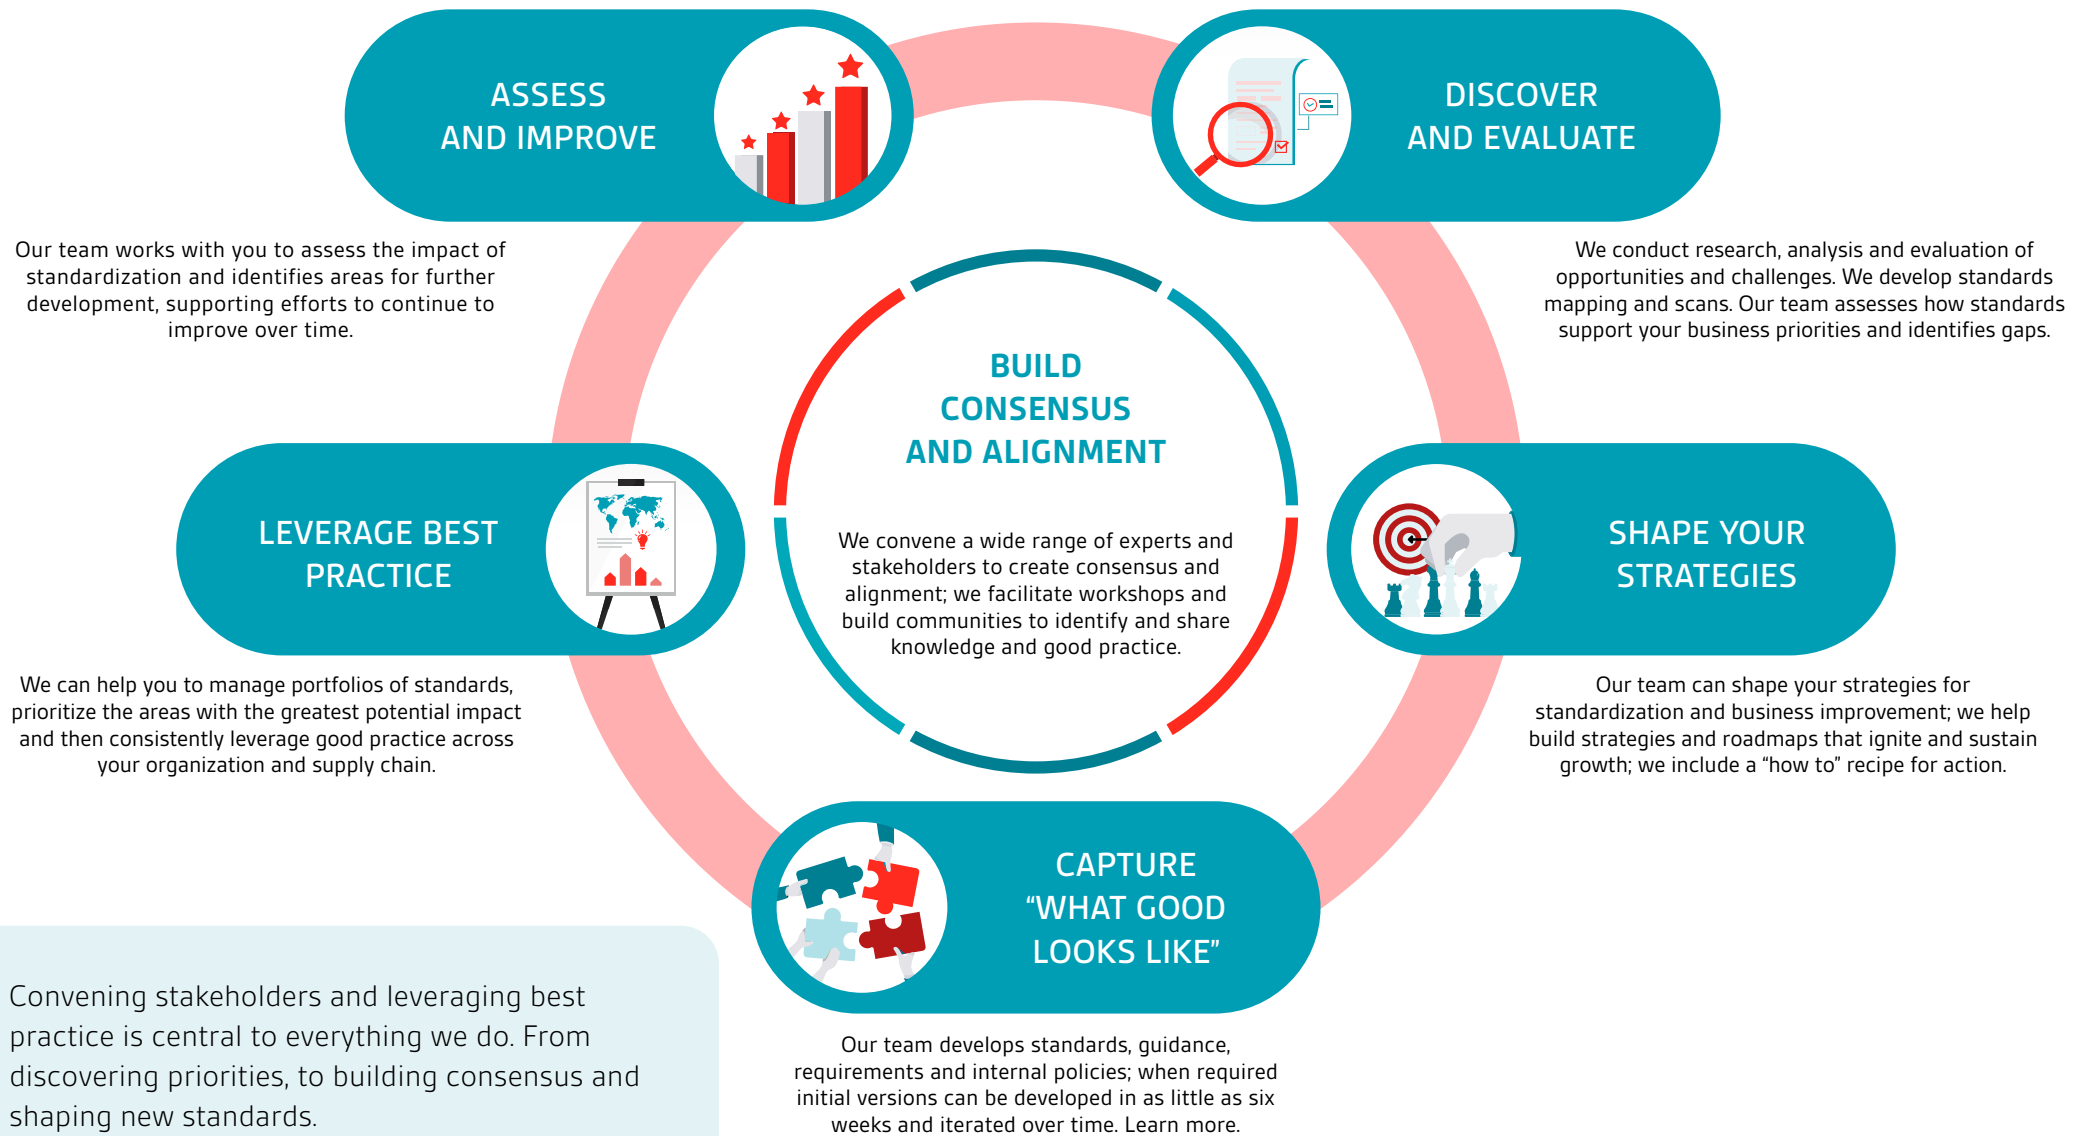 ASSESS
AND IMPROVE
Our team works with you to assess the impact of
standardization and identifies areas for further
development, supporting efforts to continue to
improve over time.
DISCOVER
AND EVALUATE
We conduct research, analysis and evaluation of
opportunities and challenges. We develop standards
mapping and scans. Our team assesses how standards
support your business priorities and identifies gaps.
BUILD
CONSENSUS
AND ALIGNMENT
We convene a wide range of experts and
stakeholders to create consensus and
alignment; we facilitate workshops and
build communities to identify and share
knowledge and good practice.
LEVERAGE BEST
PRACTICE
We can help you to manage portfolios of standards,
prioritize the areas with the greatest potential impact
and then consistently leverage good practice across
your organization and supply chain.
SHAPE YOUR
STRATEGIES
Our team can shape your strategies for
standardization and business improvement; we help
build strategies and roadmaps that ignite and sustain
growth; we include a “how to” recipe for action.
CAPTURE
“WHAT GOOD
LOOKS LIKE”
Our team develops standards, guidance,
requirements and internal policies; when required
initial versions can be developed in as little as six
weeks and iterated over time. Learn more.
Convening stakeholders and leveraging best
practice is central to everything we do. From
discovering priorities, to building consensus and
shaping new standards.